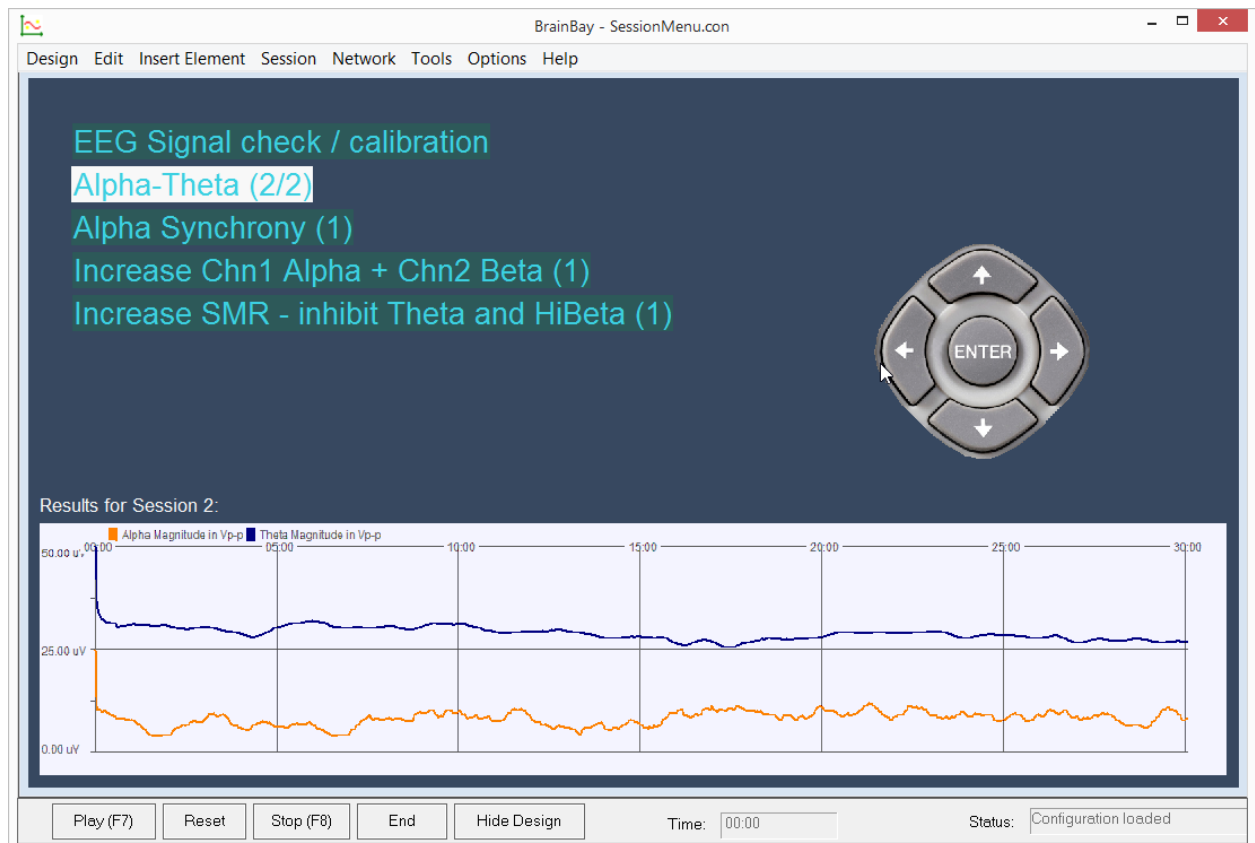 BrainBay - SessionMenu.con
Design Edit Insert Element Session Network Tools Options Help
EEG Signal check / calibration
Alpha-Theta (2/2)
Alpha Synchrony (1)
Increase Chn1 Alpha + Chn2 Beta (1)
Increase SMR - inhibit Theta and HiBeta (1)
ENTER
Results for Session 2:
Alpha Magnitude in Vp-p Theta Magnitude in Vp-p
50.00 uV 00:00 05:00 10:00 15:00 20:00 25:00 30:00
25.00 uV
0.00 uV
Play (F7) Reset Stop (F8) End Hide Design Time: 00:00 Status: Configuration loaded